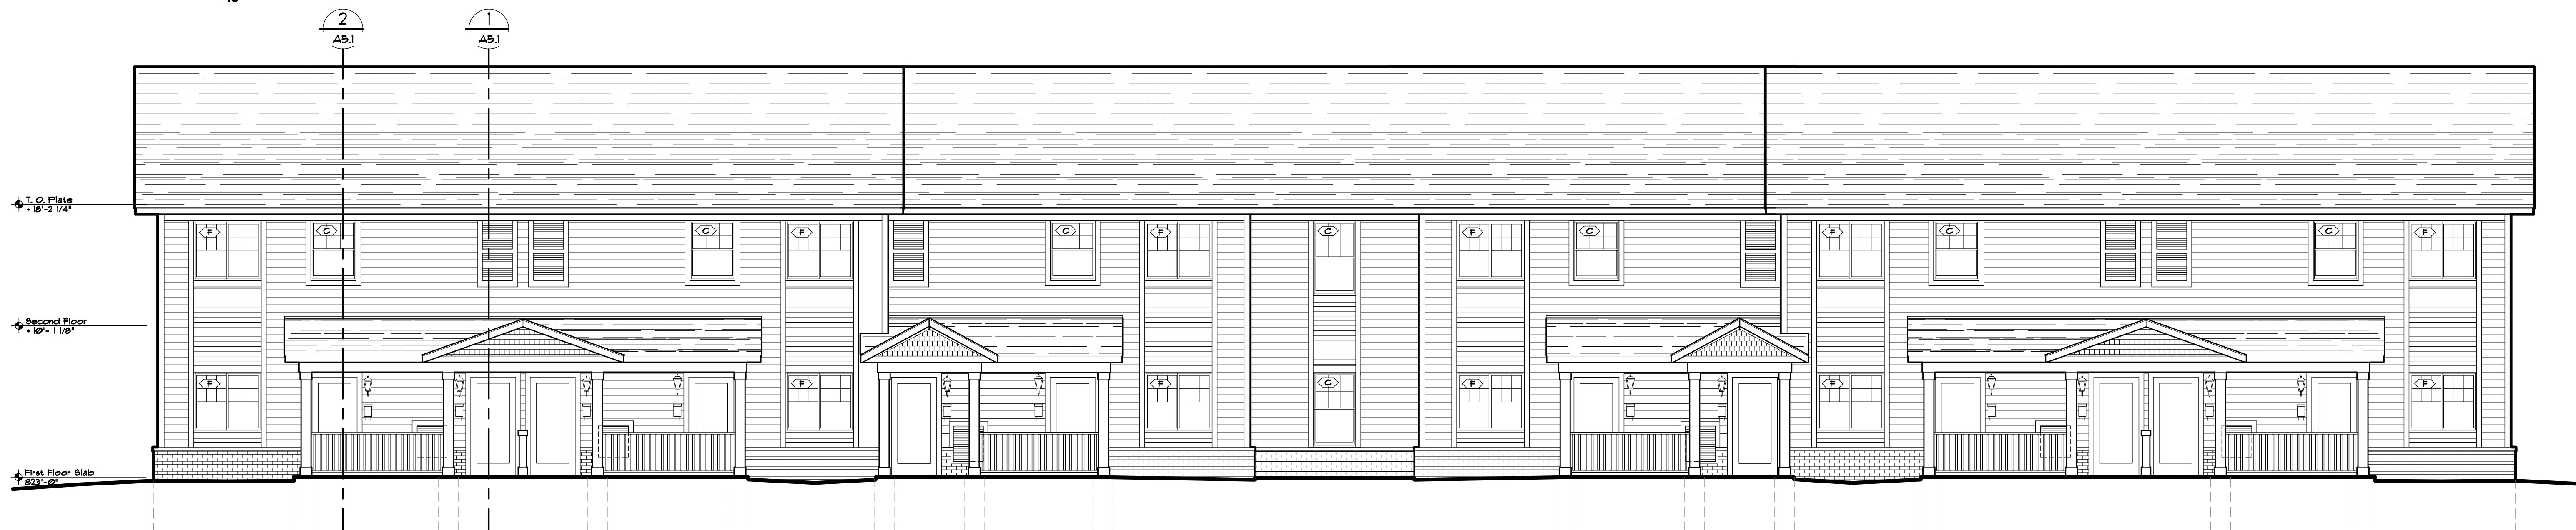 2
A5.1
1
A5.1
T. O. Plate
+ 18'-2 1/4"
F
C
C
F
C
F
C
F
C
F
C
C
F
Second Floor
+ 10'- 1 1/8"
F
F
F
C
F
F
F
First Floor Slab
823'-0"